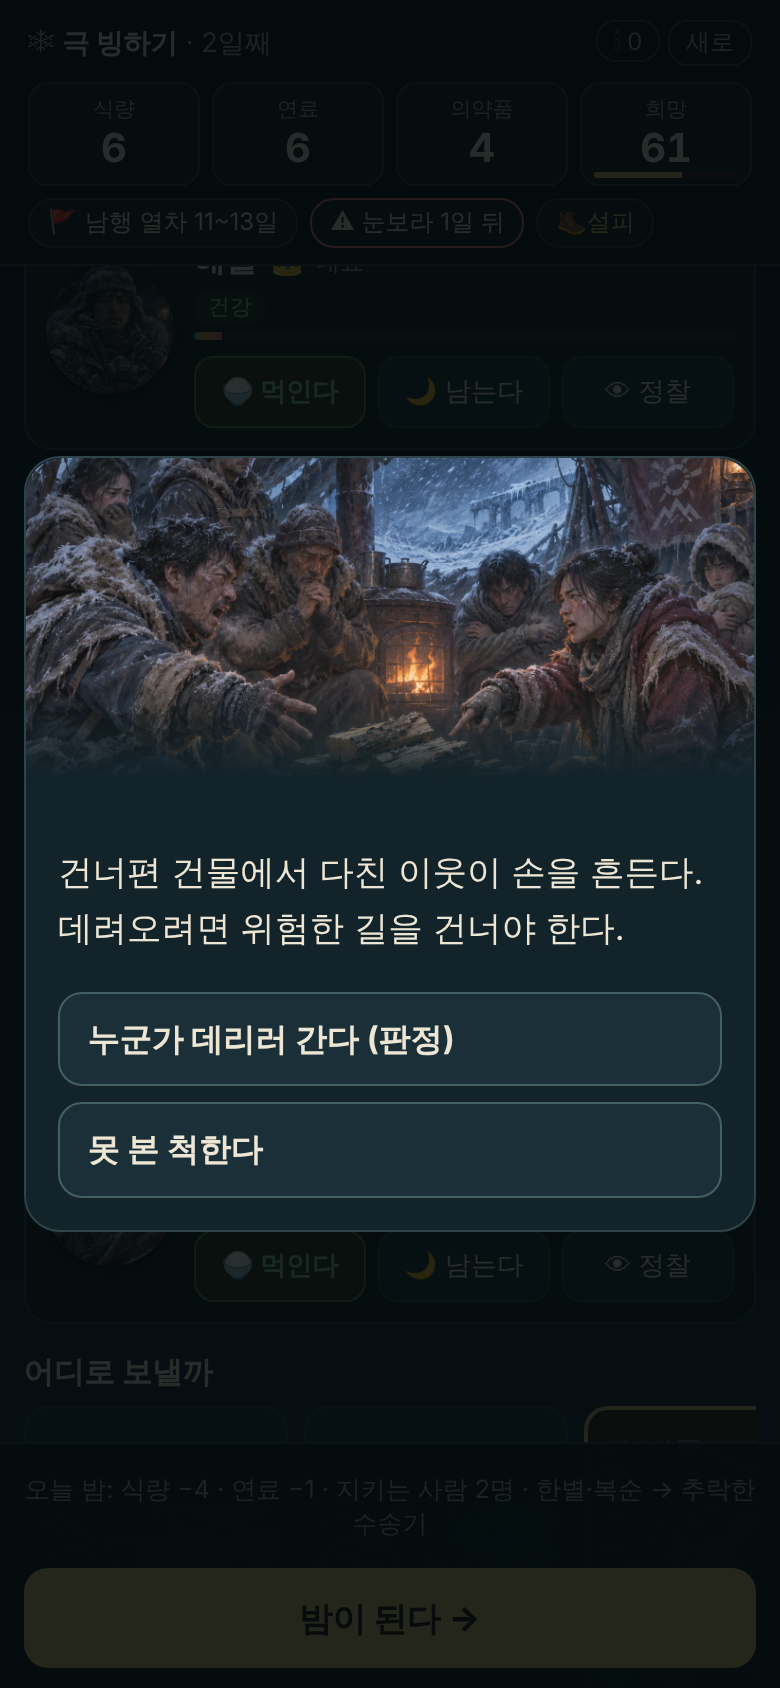 극 빙하기 · 2일째
0
새로
식량
6
연료
6
의약품
4
희망
61
남행 열차 11~13일
눈보라 1일 뒤
설피
건강
먹인다
남는다
정찰
건너편 건물에서 다친 이웃이 손을 흔든다.
데려오려면 위험한 길을 건너야 한다.
누군가 데리러 간다 (판정)
못 본 척한다
먹인다
남는다
정찰
어디로 보낼까
오늘 밤: 식량 −4 · 연료 −1 · 지키는 사람 2명 · 한별·복순 → 추락한
수송기
밤이 된다 →